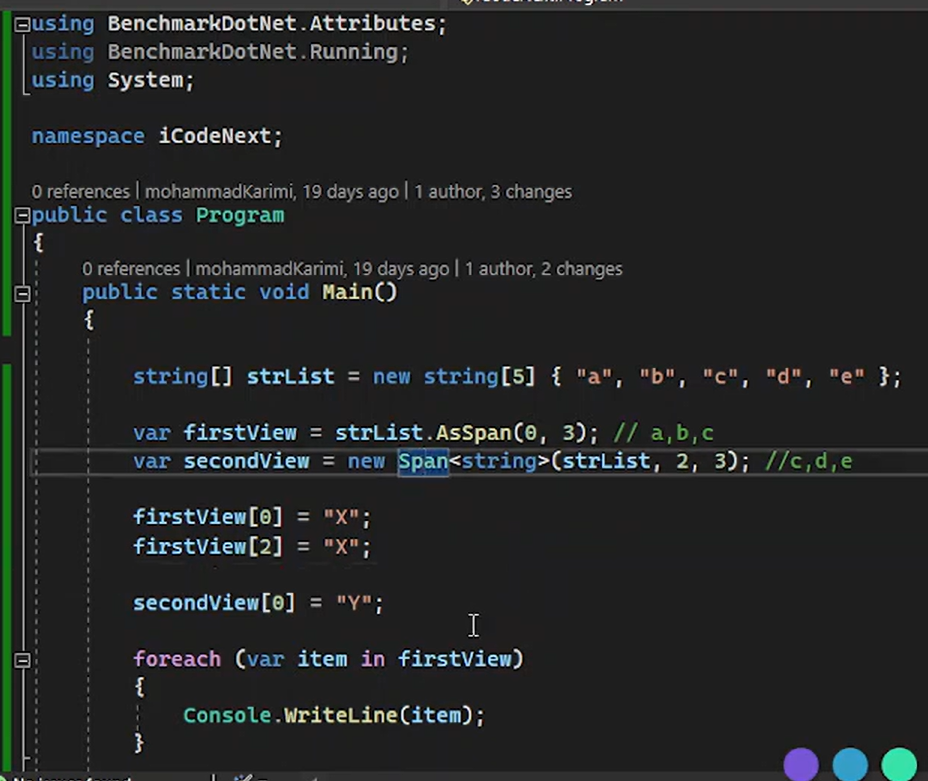 using BenchmarkDotNet.Attributes;
using BenchmarkDotNet.Running;
using System;
namespace iCodeNext;
0 references | mohammadKarimi, 19 days ago | 1 author, 3 changes
public class Program
{
0 references | mohammadKarimi, 19 days ago | 1 author, 2 changes
public static void Main()
{
string[] strList = new string[5] { "a", "b", "c", "d", "e" };
var firstView = strList.AsSpan(0, 3); // a,b,c
var secondView = new Span<string>(strList, 2, 3); //c,d,e
firstView[0] = "X";
firstView[2] = "X";
secondView[0] = "Y";
foreach (var item in firstView)
{
Console.WriteLine(item);
}